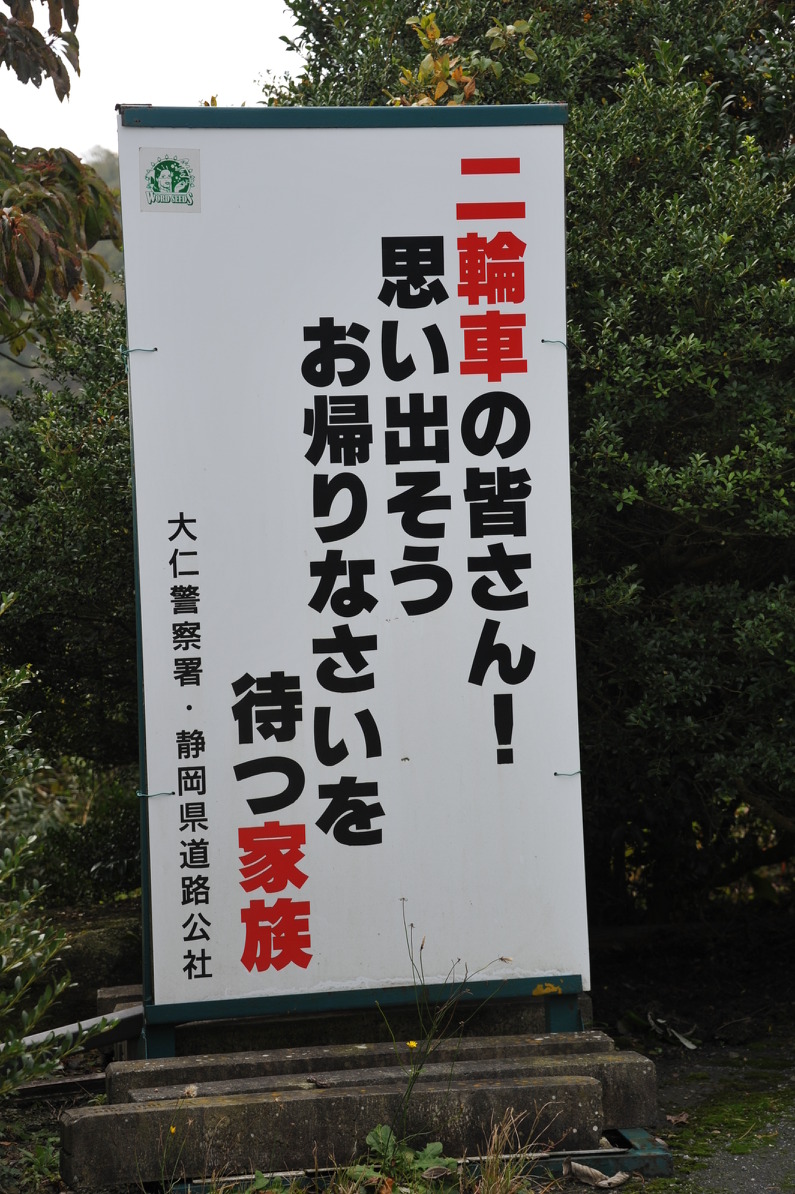 二輪車の皆さん!
思い出そう
お帰りなさいを
待つ家族
大仁警察署・静岡県道路公社
WORD SEEDS